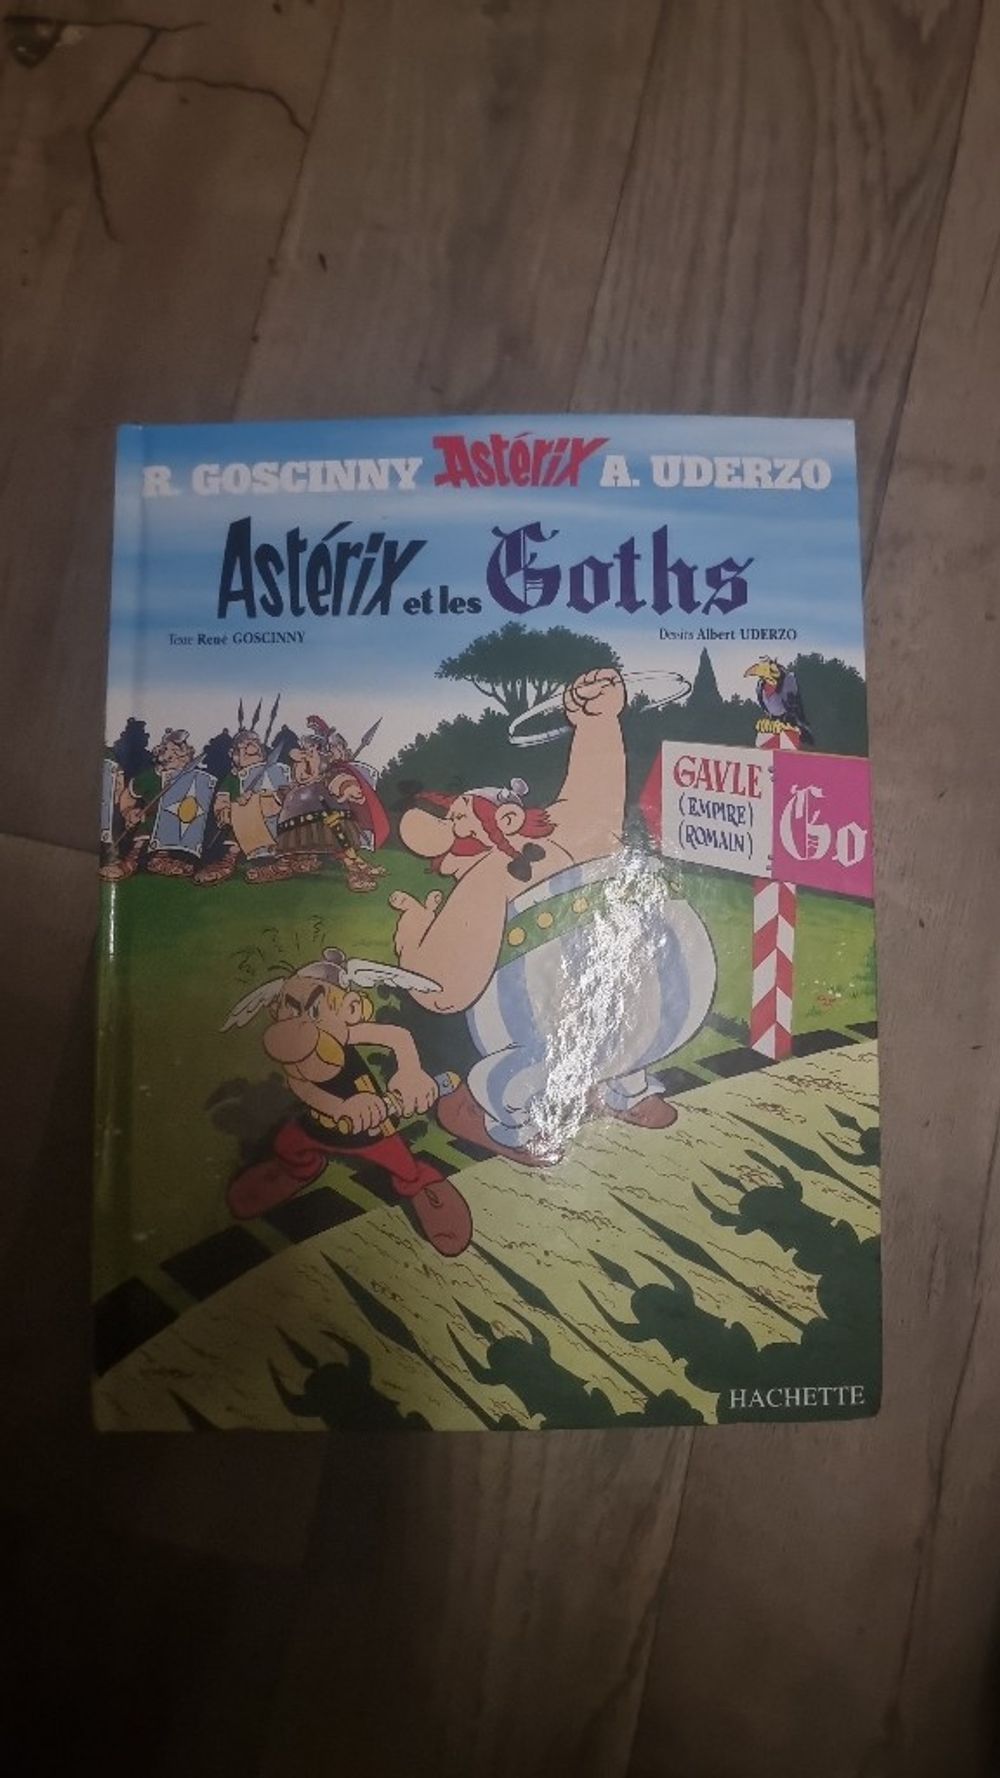 R. GOSCINNY Astérix A. UDERZO
Astérix et les Goths
Texte René GOSCINNY
Dessins Albert UDERZO
GAVLE
(EMPIRE)
(ROMAIN)
Go
HACHETTE